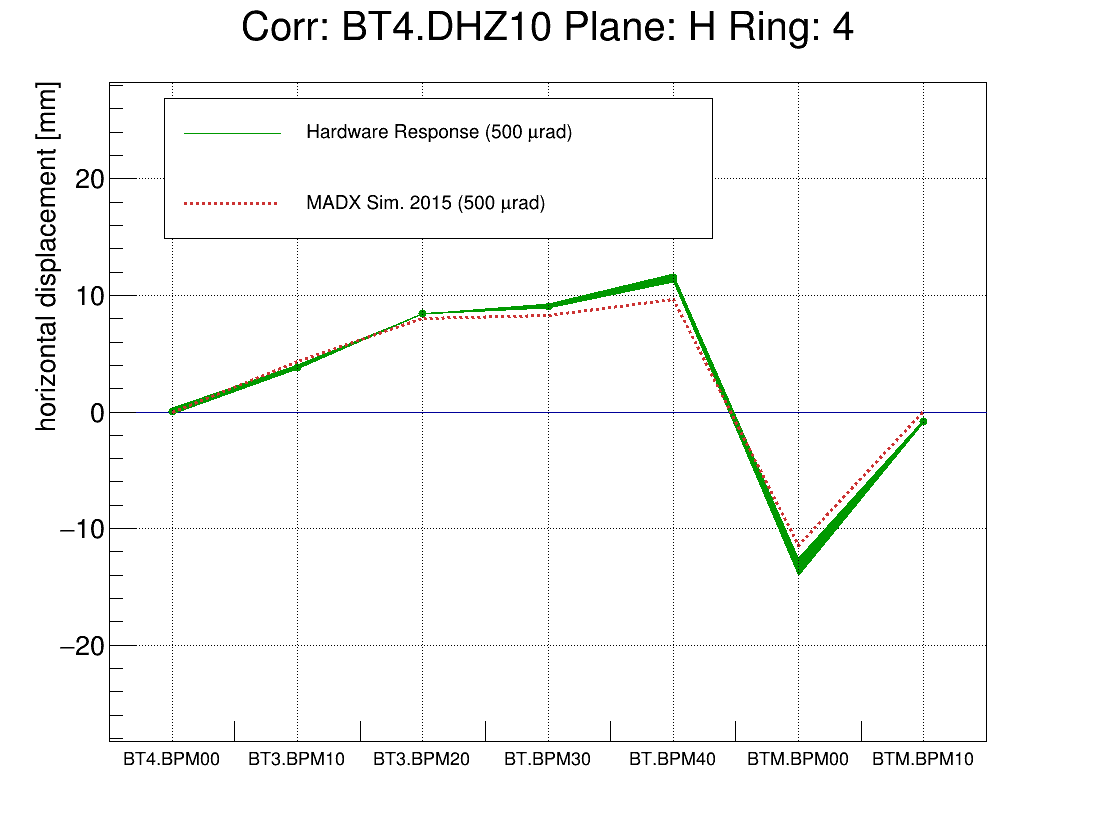 Corr: BT4.DHZ10 Plane: H Ring: 4
horizontal displacement [mm]
Hardware Response (500 μrad)
MADX Sim. 2015 (500 μrad)
20
10
0
−10
−20
BT4.BPM00 BT3.BPM10 BT3.BPM20 BT.BPM30 BT.BPM40 BTM.BPM00 BTM.BPM10